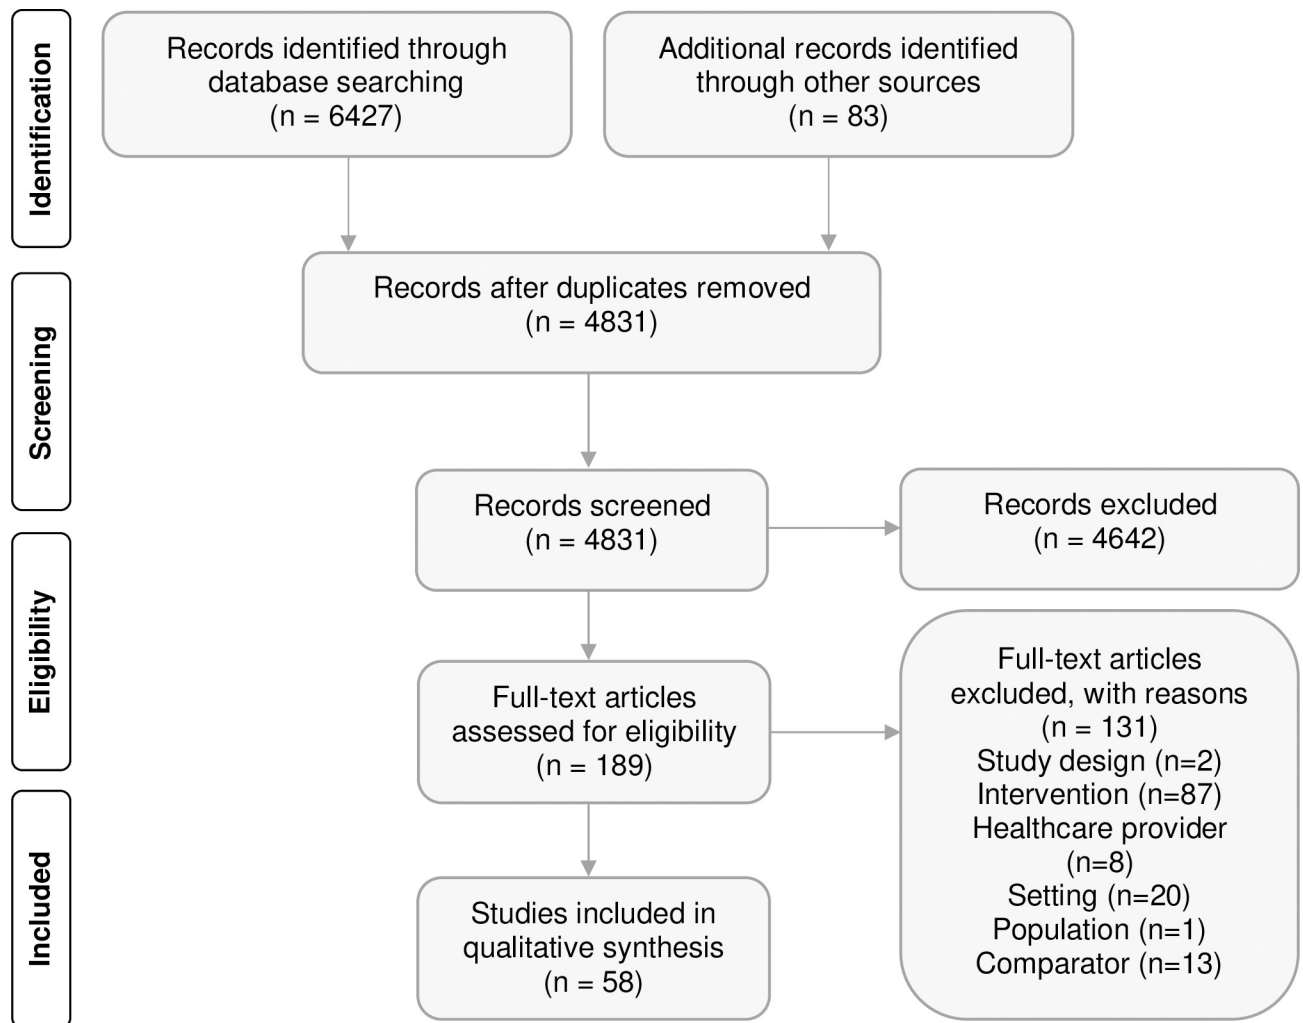 Identification
Records identified through
database searching
(n = 6427)
Additional records identified
through other sources
(n = 83)
Screening
Records after duplicates removed
(n = 4831)
Records screened
(n = 4831)
Records excluded
(n = 4642)
Eligibility
Full-text articles
assessed for eligibility
(n = 189)
Full-text articles
excluded, with reasons
(n = 131)
Study design (n=2)
Intervention (n=87)
Healthcare provider
(n=8)
Setting (n=20)
Population (n=1)
Comparator (n=13)
Included
Studies included in
qualitative synthesis
(n = 58)